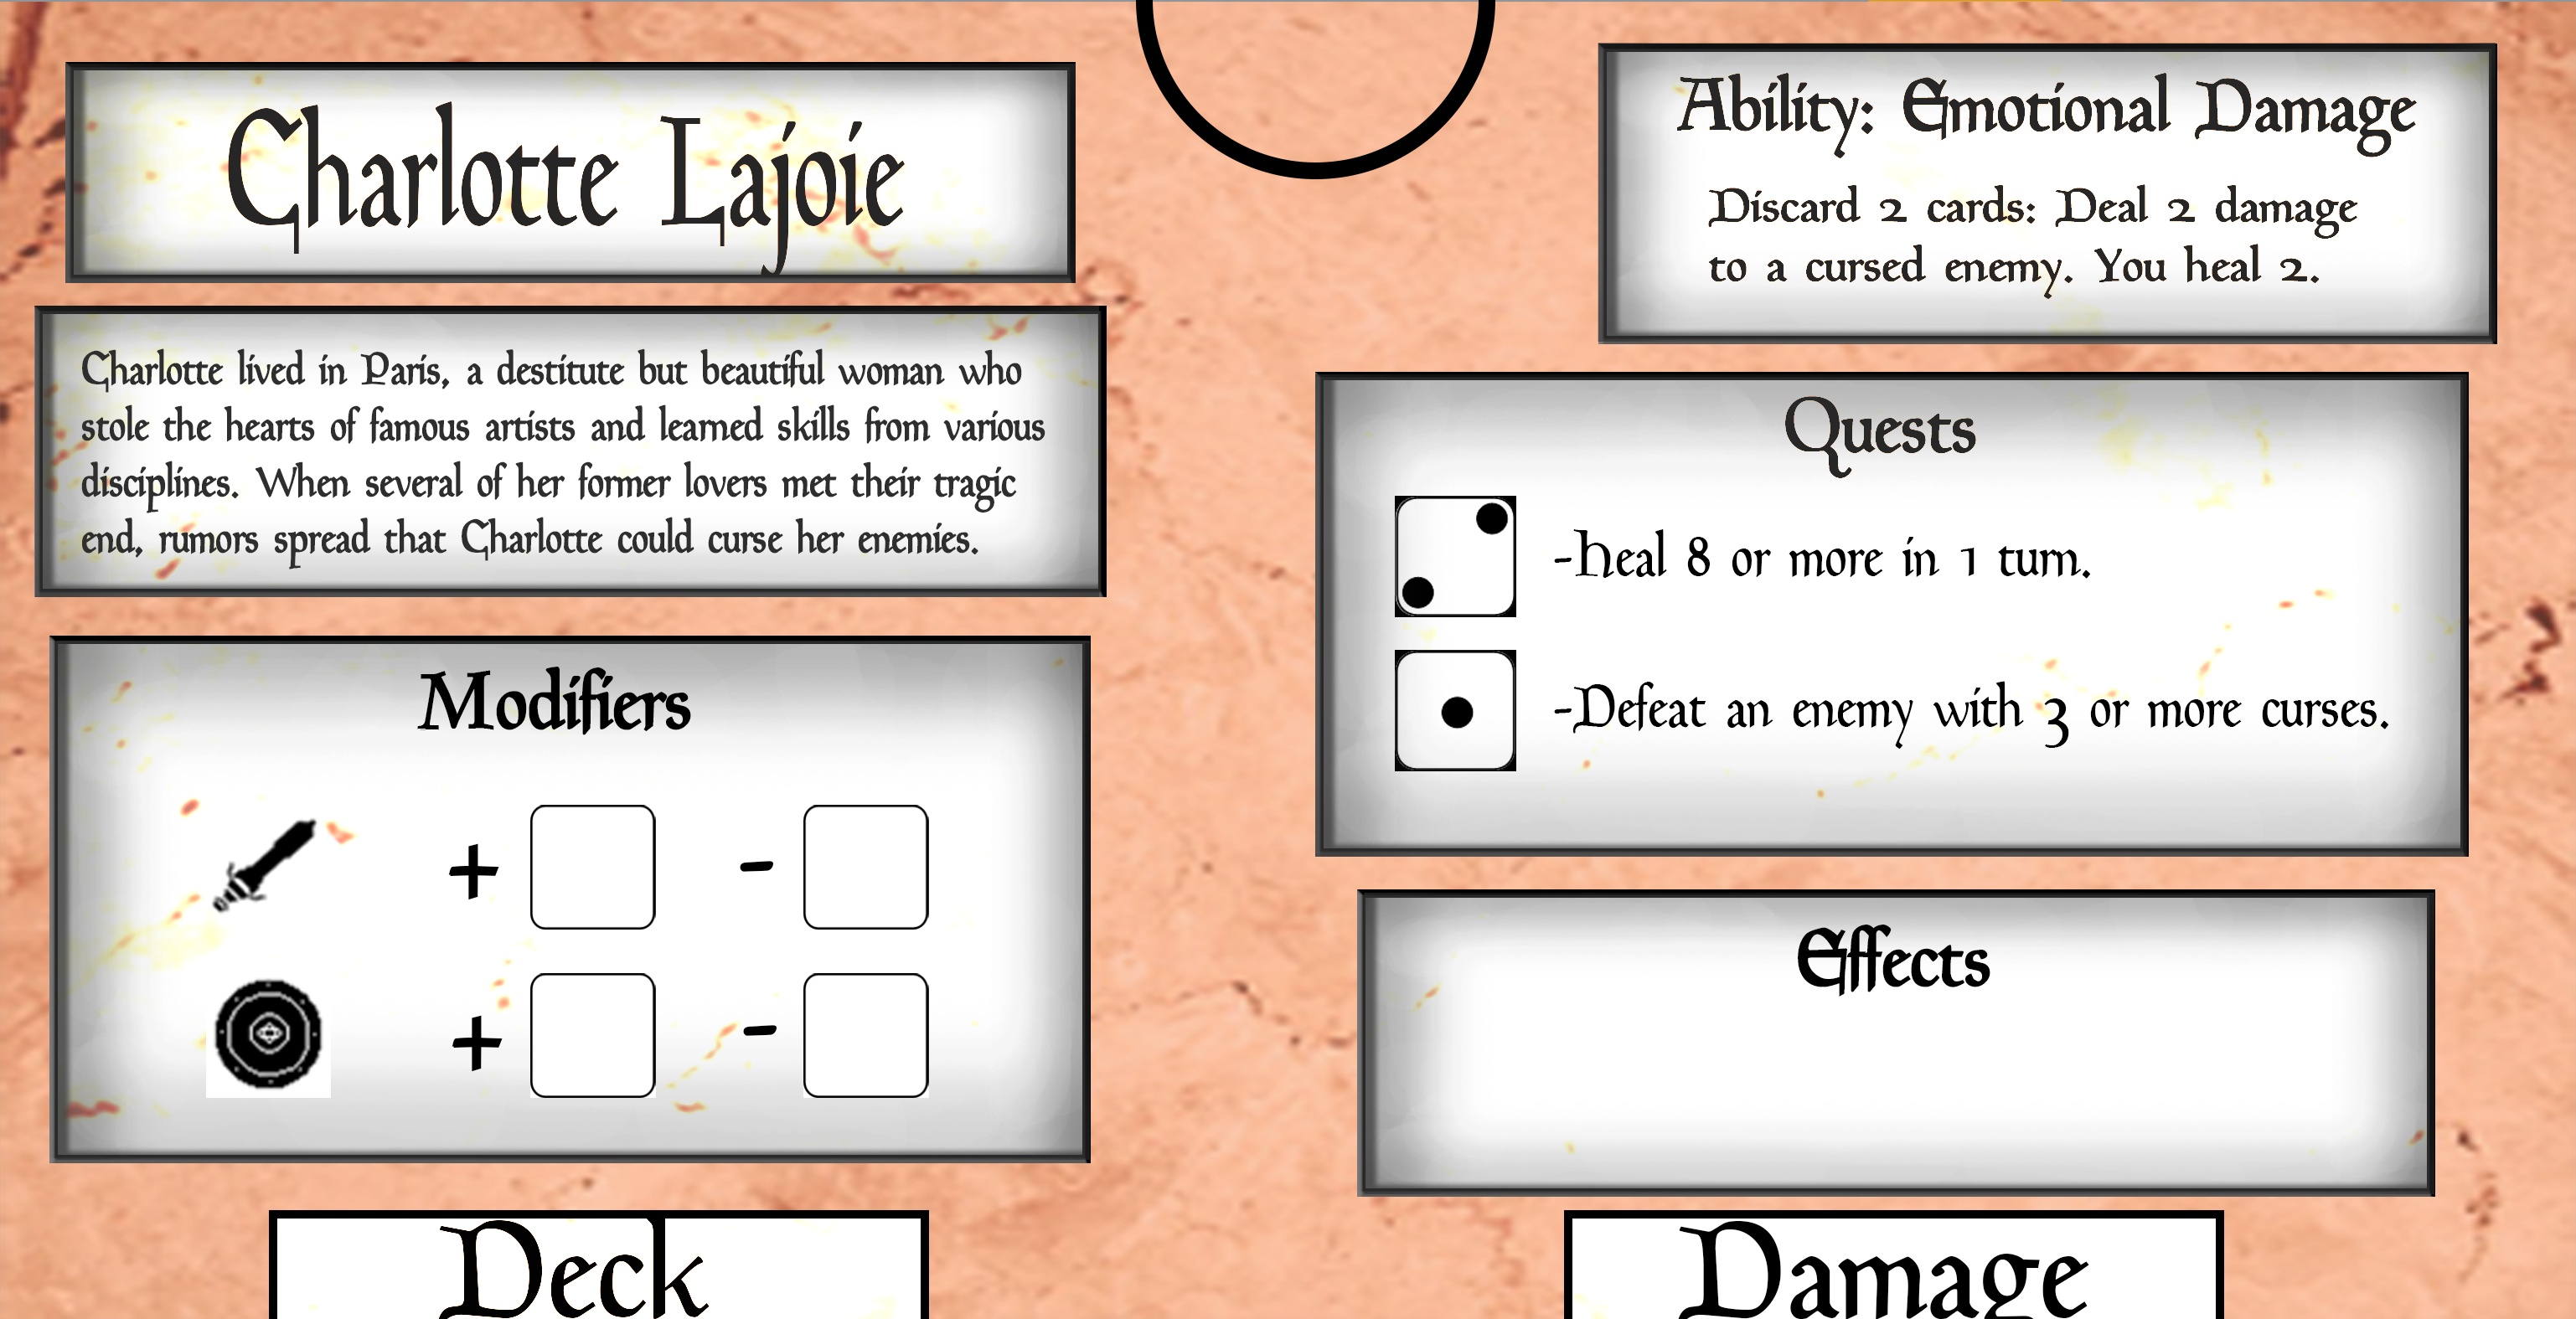 Charlotte Lajoie
Charlotte lived in Paris, a destitute but beautiful woman who
stole the hearts of famous artists and learned skills from various
disciplines. When several of her former lovers met their tragic
end, rumors spread that Charlotte could curse her enemies.
Modifiers
+ -
+ -
Deck
Ability: Emotional Damage
Discard 2 cards: Deal 2 damage
to a cursed enemy. You heal 2.
Quests
-Heal 8 or more in 1 turn.
-Defeat an enemy with 3 or more curses.
Effects
Damage